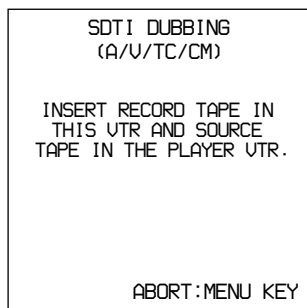 SDTI DUBBING
(A/V/TC/CM)
INSERT RECORD TAPE IN
THIS VTR AND SOURCE
TAPE IN THE PLAYER VTR.
ABORT:MENU KEY